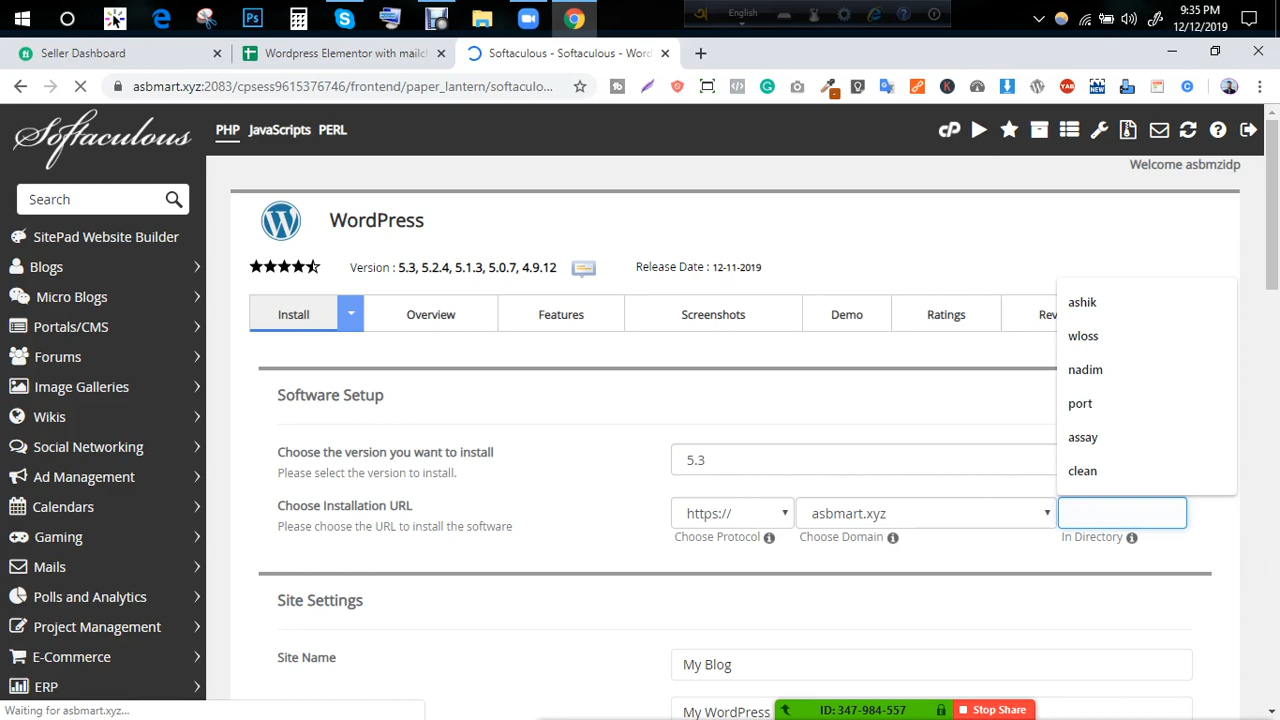 English
9:35 PM
12/12/2019
Seller Dashboard
Wordpress Elementor with mailch
Softaculous - Softaculous - Word
asbmart.xyz:2083/cpsess9615376746/frontend/paper_lantern/softaculo...
Softaculous
PHP JavaScripts PERL
Welcome asbmzidp
Search
SitePad Website Builder
Blogs
Micro Blogs
Portals/CMS
Forums
Image Galleries
Wikis
Social Networking
Ad Management
Calendars
Gaming
Mails
Polls and Analytics
Project Management
E-Commerce
ERP
WordPress
Version : 5.3, 5.2.4, 5.1.3, 5.0.7, 4.9.12
Release Date : 12-11-2019
Install
Overview
Features
Screenshots
Demo
Ratings
Rev
ashik
wloss
nadim
port
assay
clean
Software Setup
Choose the version you want to install
Please select the version to install.
5.3
Choose Installation URL
Please choose the URL to install the software
https://
asbmart.xyz
Choose Protocol
Choose Domain
In Directory
Site Settings
Site Name
My Blog
My WordPress
Waiting for asbmart.xyz...
ID: 347-984-557
Stop Share